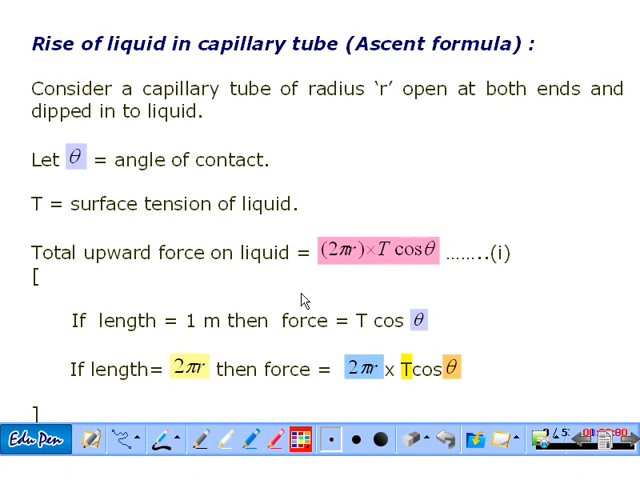 Rise of liquid in capillary tube (Ascent formula) :
Consider a capillary tube of radius ‘r’ open at both ends and
dipped in to liquid.
Let θ = angle of contact.
T = surface tension of liquid.
Total upward force on liquid = (2πr)×T cosθ ……..(i)
[
If length = 1 m then force = T cos θ
If length= 2πr then force = 2πr x Tcosθ
]
Edu Pen